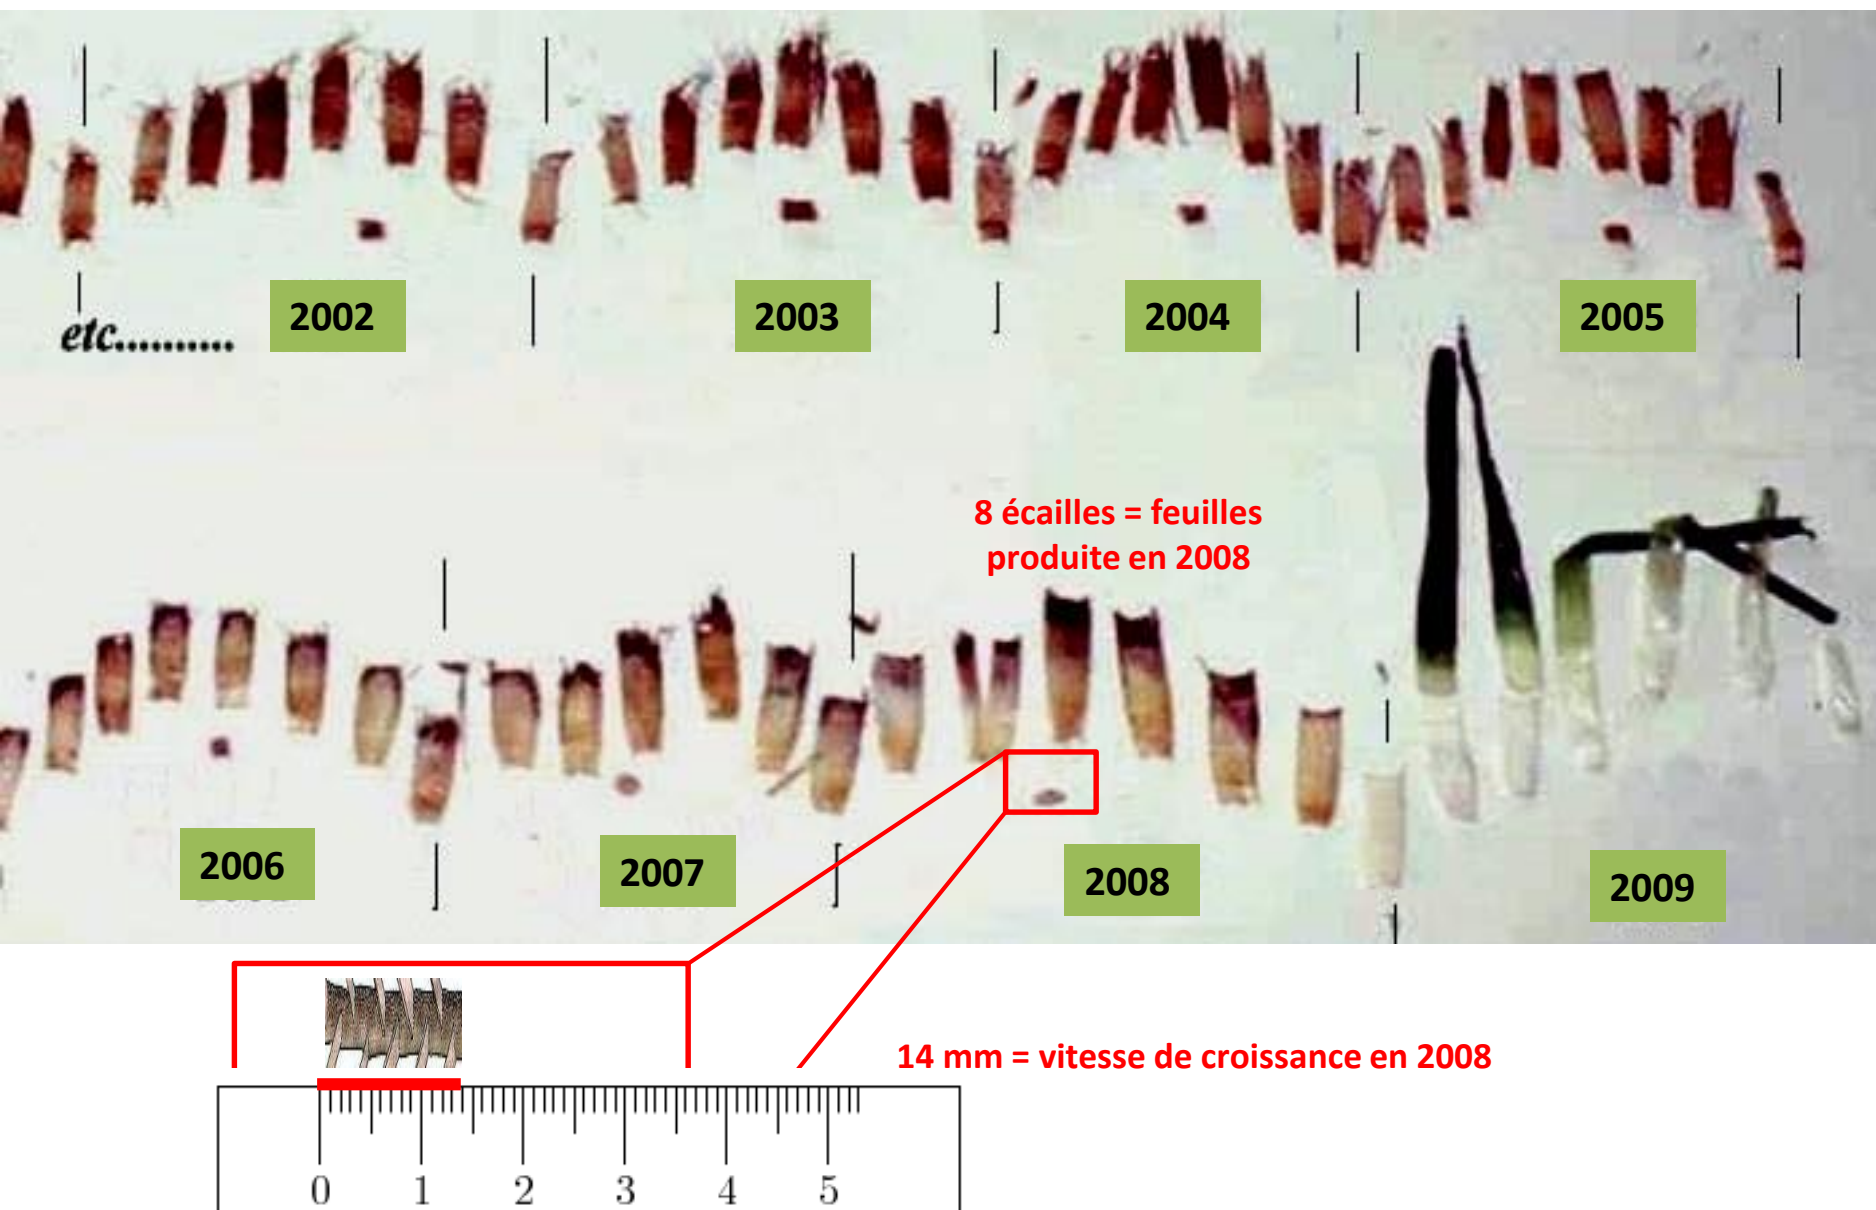 etc..........
2002
2003
2004
2005
8 écailles = feuilles
produite en 2008
2006
2007
2008
2009
14 mm = vitesse de croissance en 2008
0 1 2 3 4 5